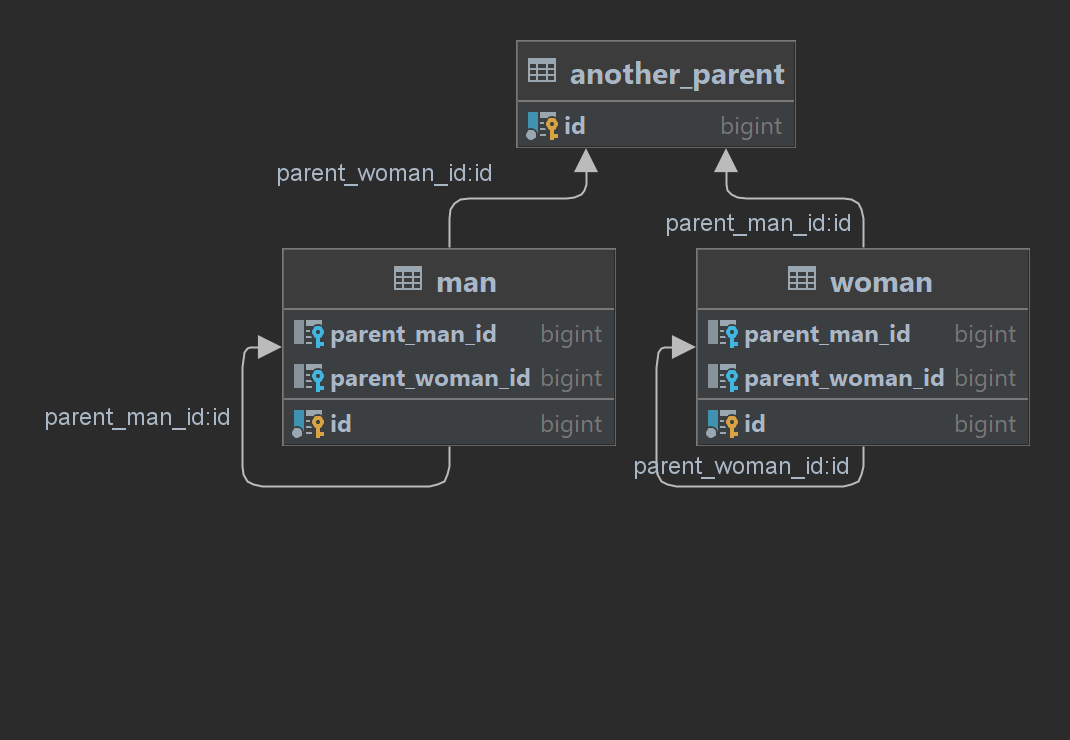 another_parent
id bigint
parent_woman_id:id
parent_man_id:id
man
parent_man_id bigint
parent_woman_id bigint
id bigint
parent_man_id:id
woman
parent_man_id bigint
parent_woman_id bigint
id bigint
parent_woman_id:id